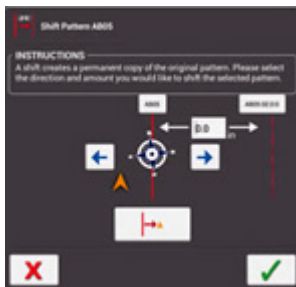 Shift Pattern AB05
INSTRUCTIONS
A shift creates a permanent copy of the original pattern. Please select
the direction and amount you would like to shift the selected pattern.
AB05
0.0
in